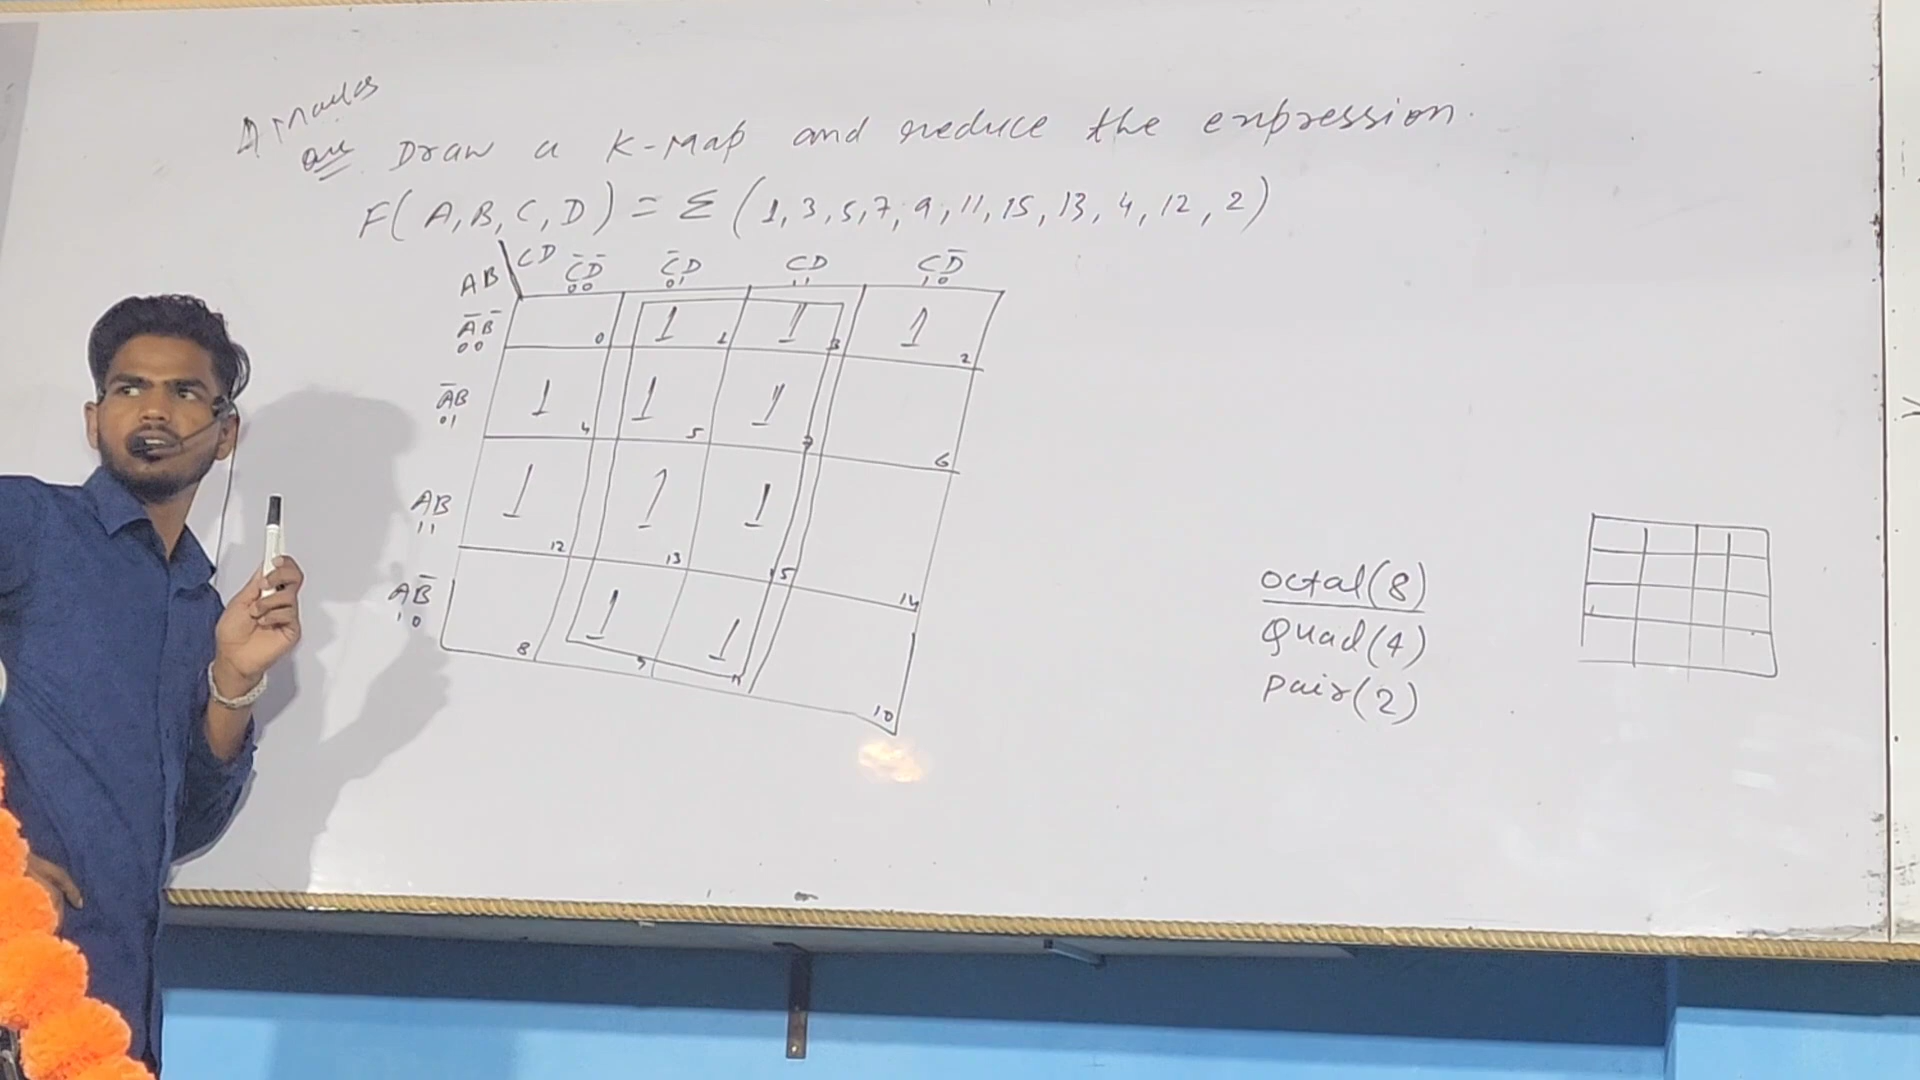 4 marks
Que Draw a K-Map and reduce the expression.
F(A,B,C,D) = Σ(1,3,5,7,9,11,15,13,4,12,2)
AB \ CD C̅D̅ C̅D CD CD̅
00 01 11 10
A̅B̅ 00 0 1 1 1 3 1 2
A̅B 01 1 4 1 5 1 7 6
AB 11 1 12 1 13 1 15 14
AB̅ 10 8 1 9 1 11 10
octal(8)
Quad(4)
Pair(2)